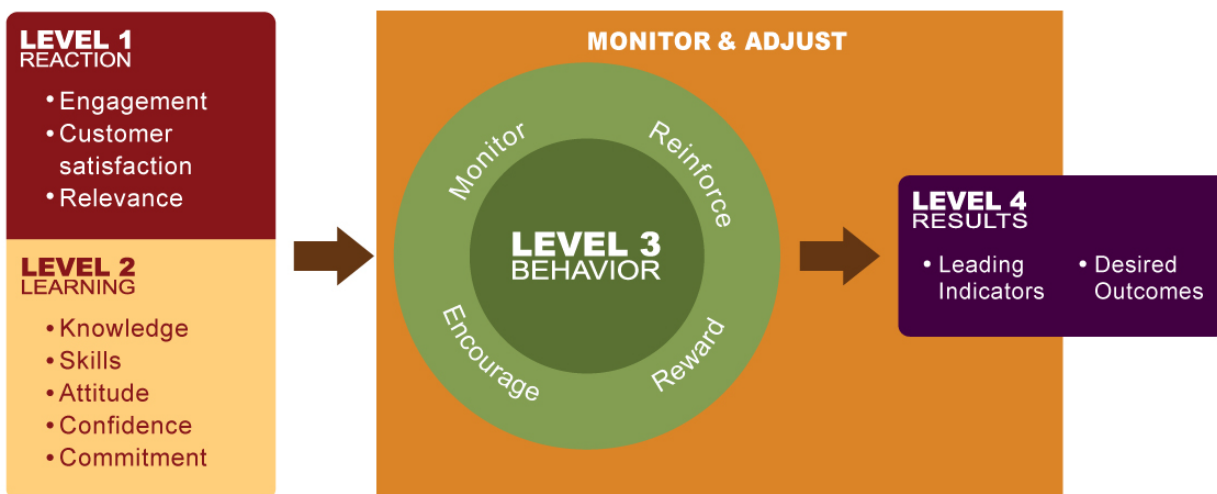 LEVEL 1
REACTION
• Engagement
• Customer
satisfaction
• Relevance
LEVEL 2
LEARNING
• Knowledge
• Skills
• Attitude
• Confidence
• Commitment
MONITOR & ADJUST
Monitor
Reinforce
Encourage
Reward
LEVEL 3
BEHAVIOR
LEVEL 4
RESULTS
• Leading
Indicators
• Desired
Outcomes